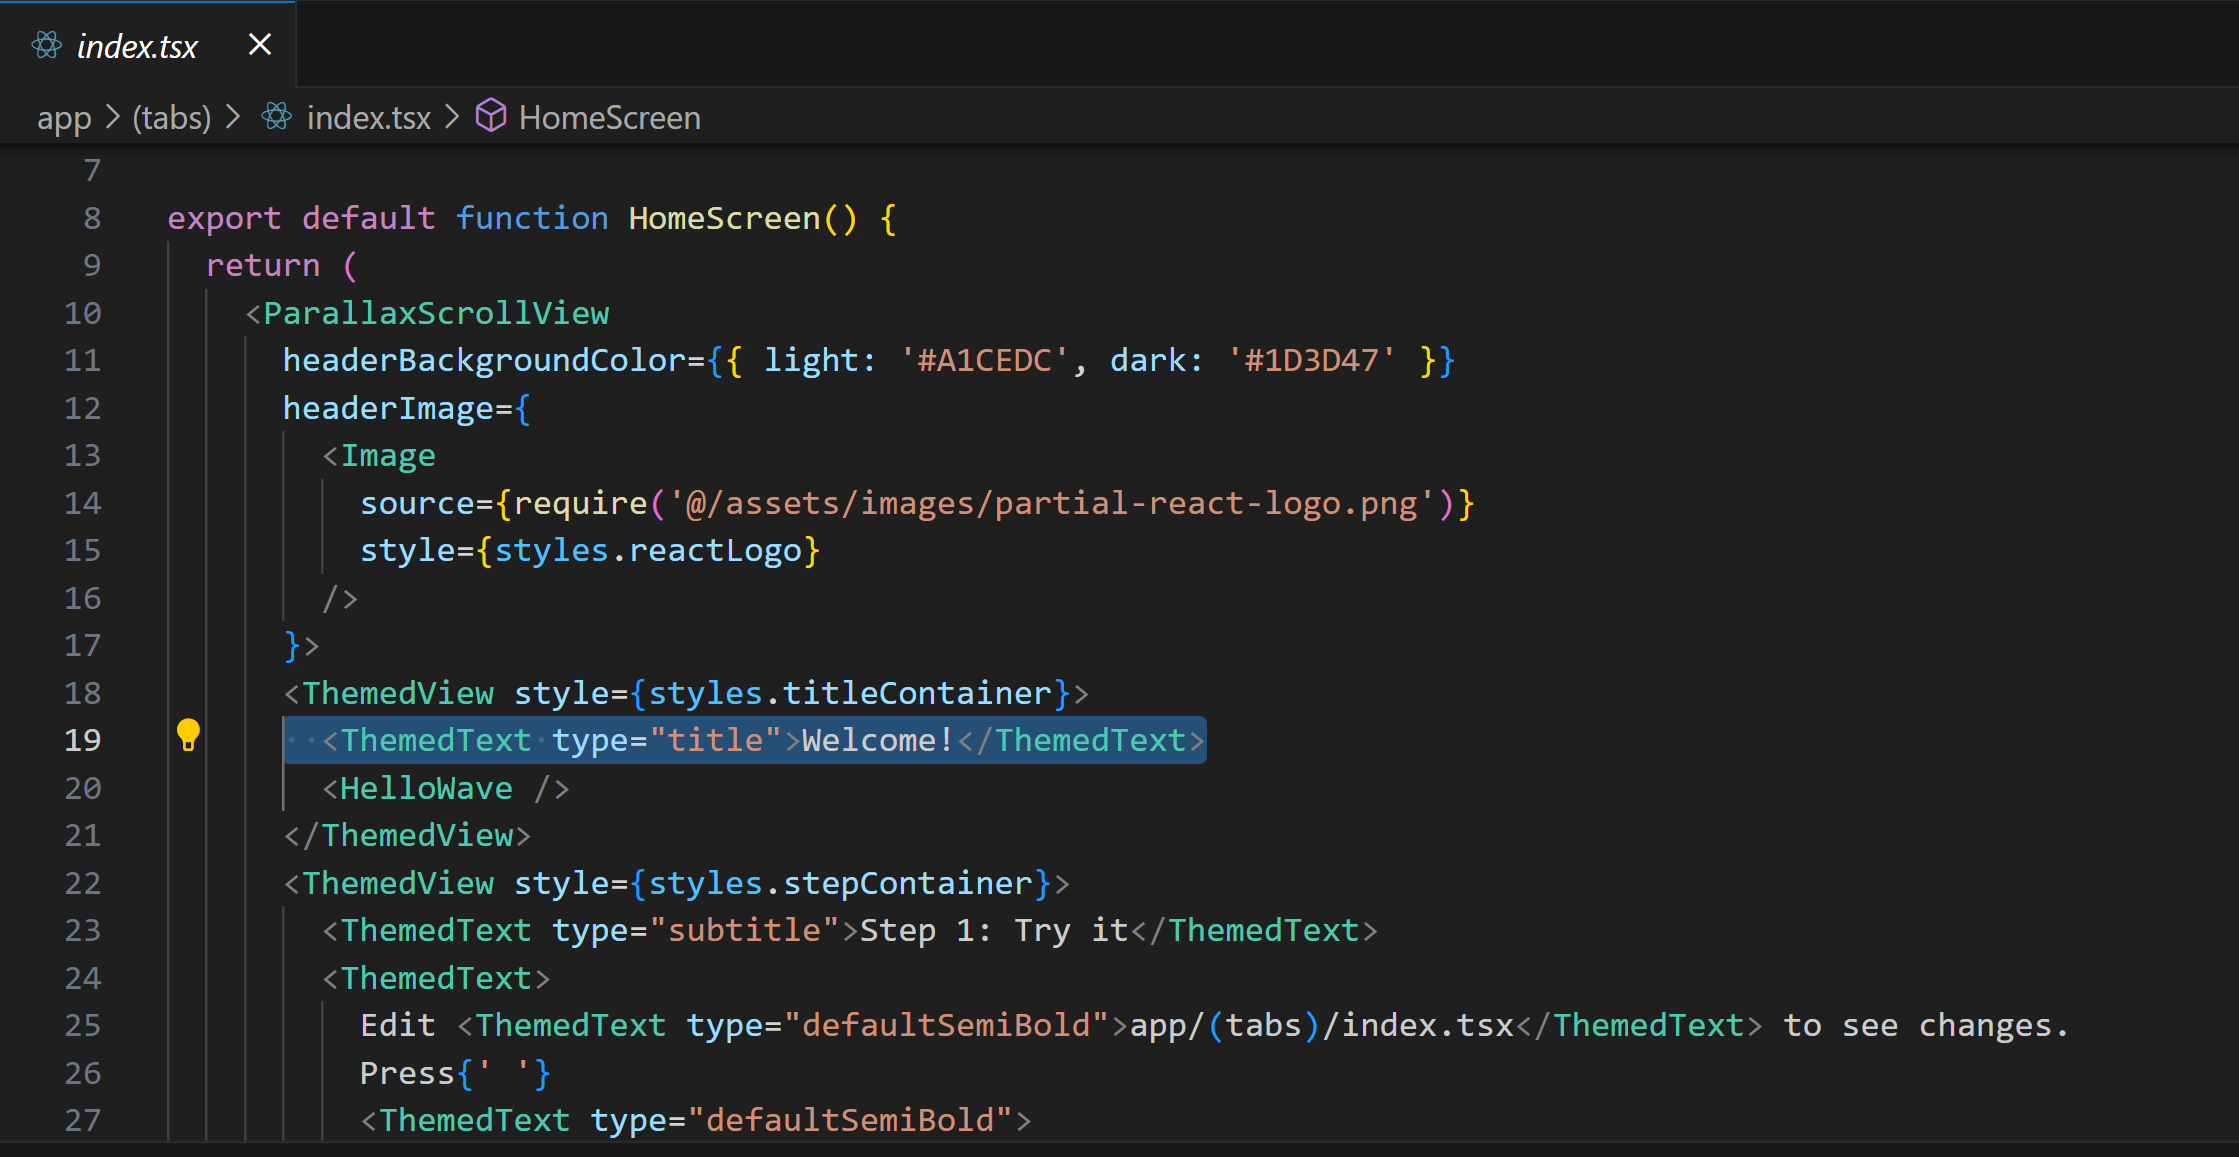 index.tsx
app > (tabs) > index.tsx > HomeScreen
7
8 export default function HomeScreen() {
9 return (
10 <ParallaxScrollView
11 headerBackgroundColor={{ light: '#A1CEDC', dark: '#1D3D47' }}
12 headerImage={
13 <Image
14 source={require('@/assets/images/partial-react-logo.png')}
15 style={styles.reactLogo}
16 />
17 }>
18 <ThemedView style={styles.titleContainer}>
19 <ThemedText type="title">Welcome!</ThemedText>
20 <HelloWave />
21 </ThemedView>
22 <ThemedView style={styles.stepContainer}>
23 <ThemedText type="subtitle">Step 1: Try it</ThemedText>
24 <ThemedText>
25 Edit <ThemedText type="defaultSemiBold">app/(tabs)/index.tsx</ThemedText> to see changes.
26 Press{' '}
27 <ThemedText type="defaultSemiBold">